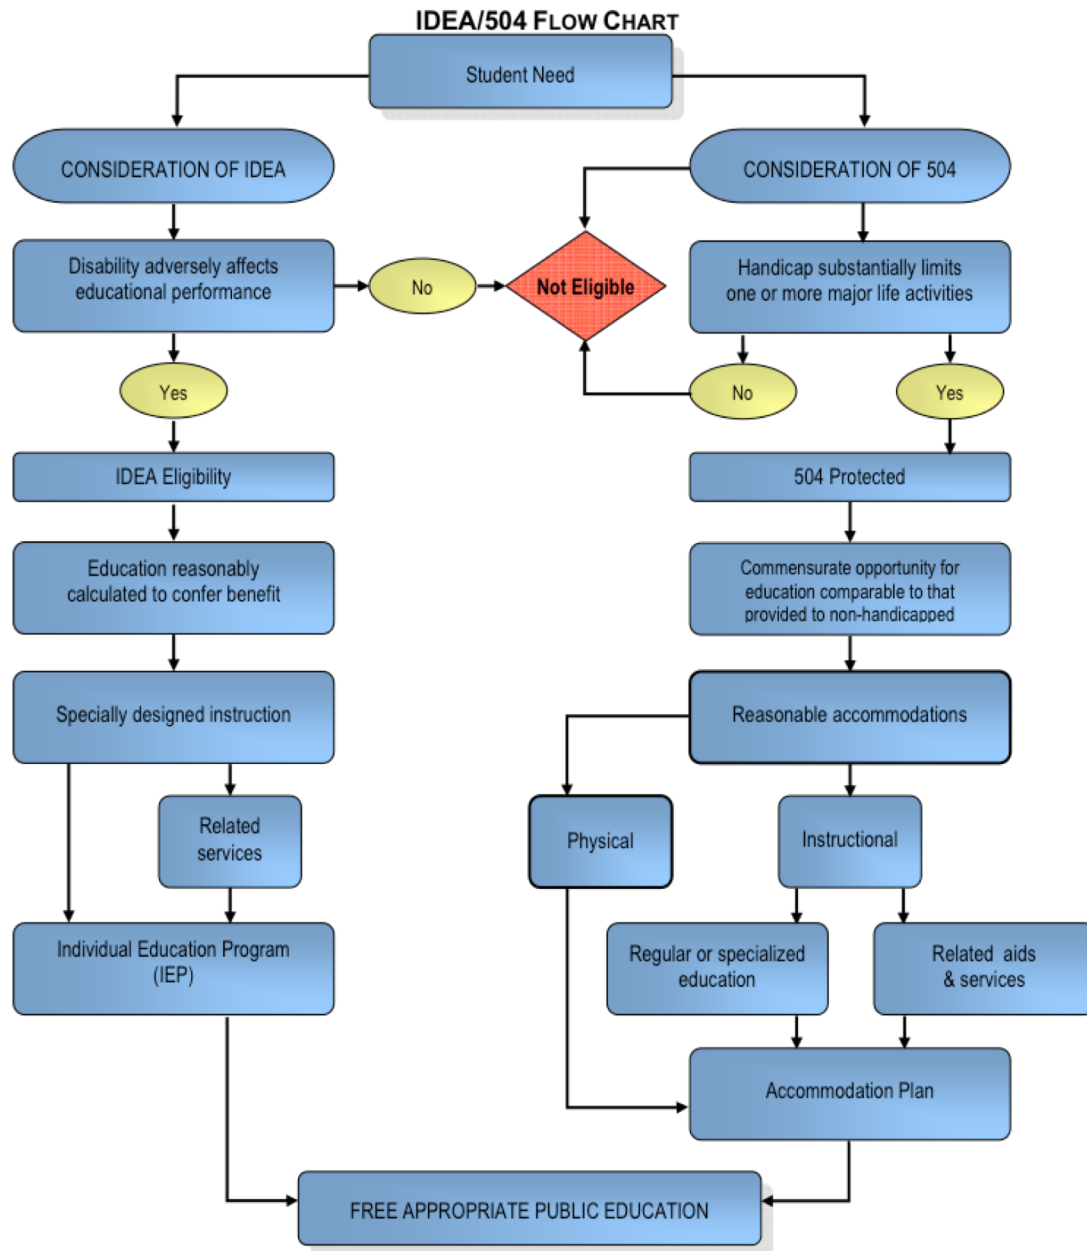 IDEA/504 FLOW CHART
Student Need
CONSIDERATION OF IDEA
CONSIDERATION OF 504
Disability adversely affects
educational performance
No
Not Eligible
Handicap substantially limits
one or more major life activities
Yes
No
Yes
IDEA Eligibility
504 Protected
Education reasonably
calculated to confer benefit
Commensurate opportunity for
education comparable to that
provided to non-handicapped
Specially designed instruction
Reasonable accommodations
Related
services
Physical
Instructional
Individual Education Program
(IEP)
Regular or specialized
education
Related aids
& services
Accommodation Plan
FREE APPROPRIATE PUBLIC EDUCATION